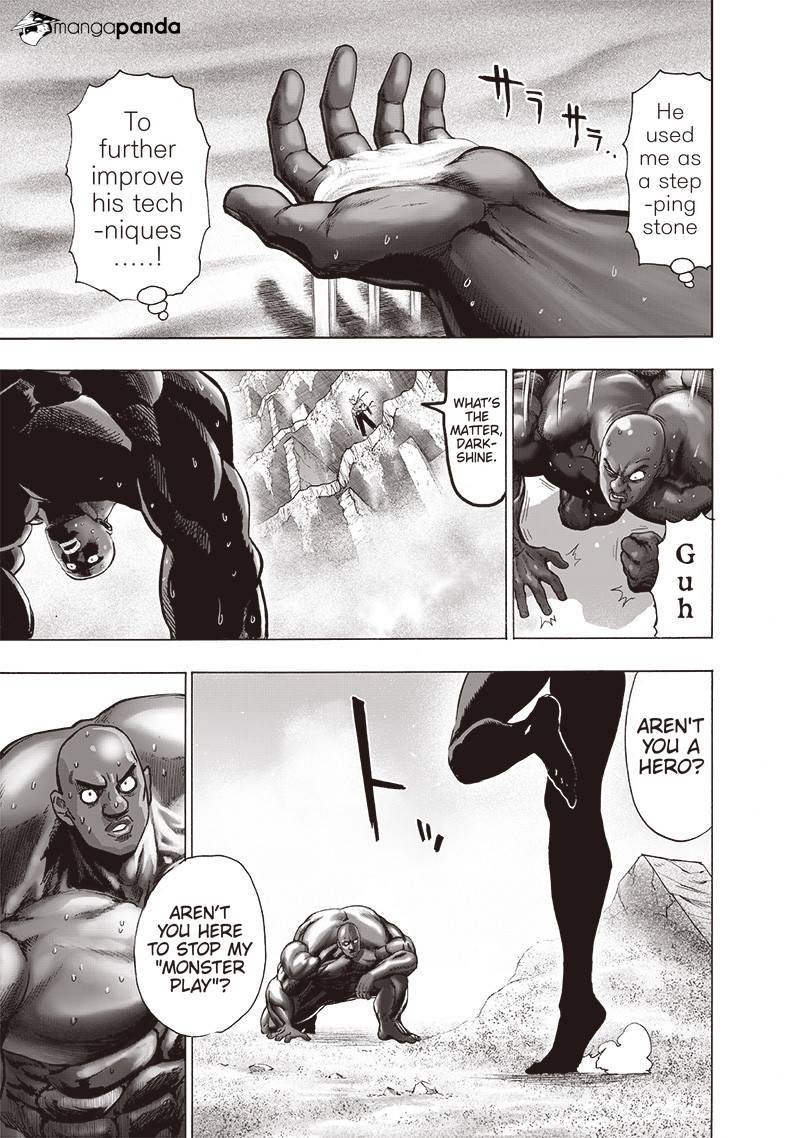 mangapanda
He
used
me as
a step
-ping
stone
サラ
サラ..
To
further
improve
his tech
-niques
.....!
Guh
WHAT'S
THE
MATTER,
DARK-
SHINE.
AREN'T
YOU A
HERO?
トッ
AREN'T
YOU HERE
TO STOP MY
"MONSTER
PLAY"?